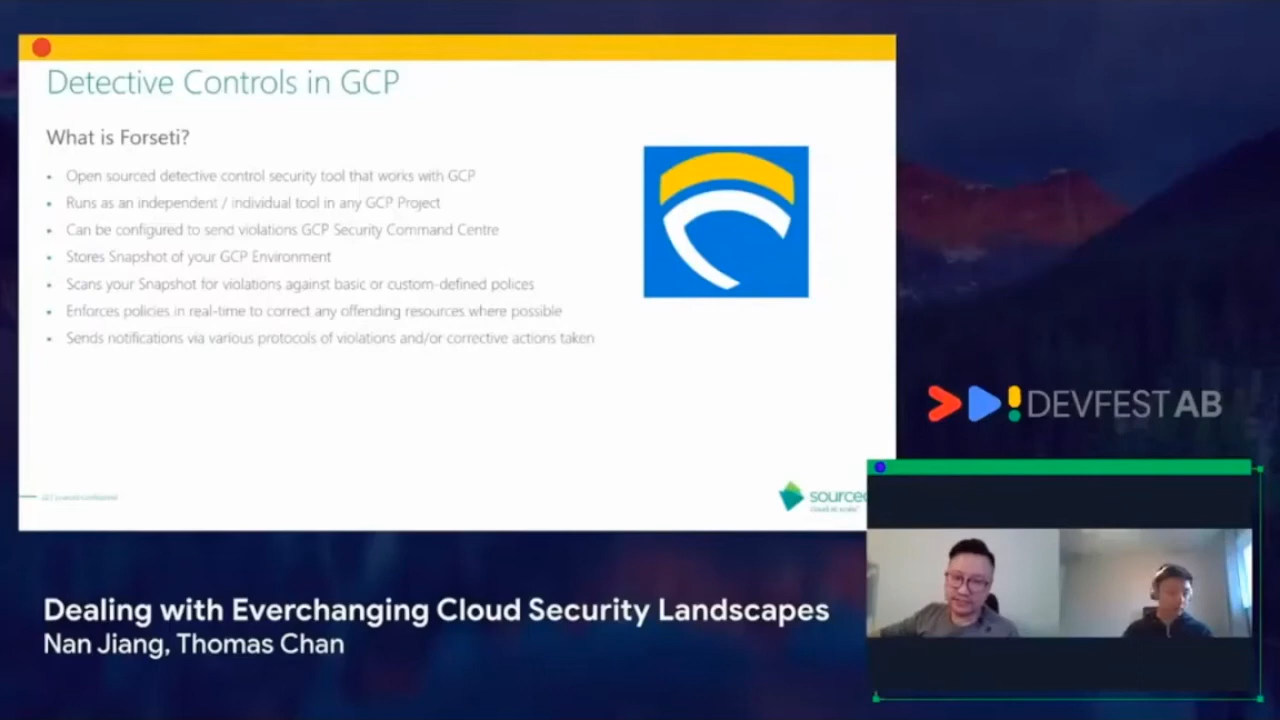 Detective Controls in GCP
What is Forseti?
• Open sourced detective control security tool that works with GCP
• Runs as an independent / individual tool in any GCP Project
• Can be configured to send violations GCP Security Command Centre
• Stores Snapshot of your GCP Environment
• Scans your Snapshot for violations against basic or custom-defined polices
• Enforces policies in real-time to correct any offending resources where possible
• Sends notifications via various protocols of violations and/or corrective actions taken
sourced
cloud at scale
DEVFEST AB
Dealing with Everchanging Cloud Security Landscapes
Nan Jiang, Thomas Chan